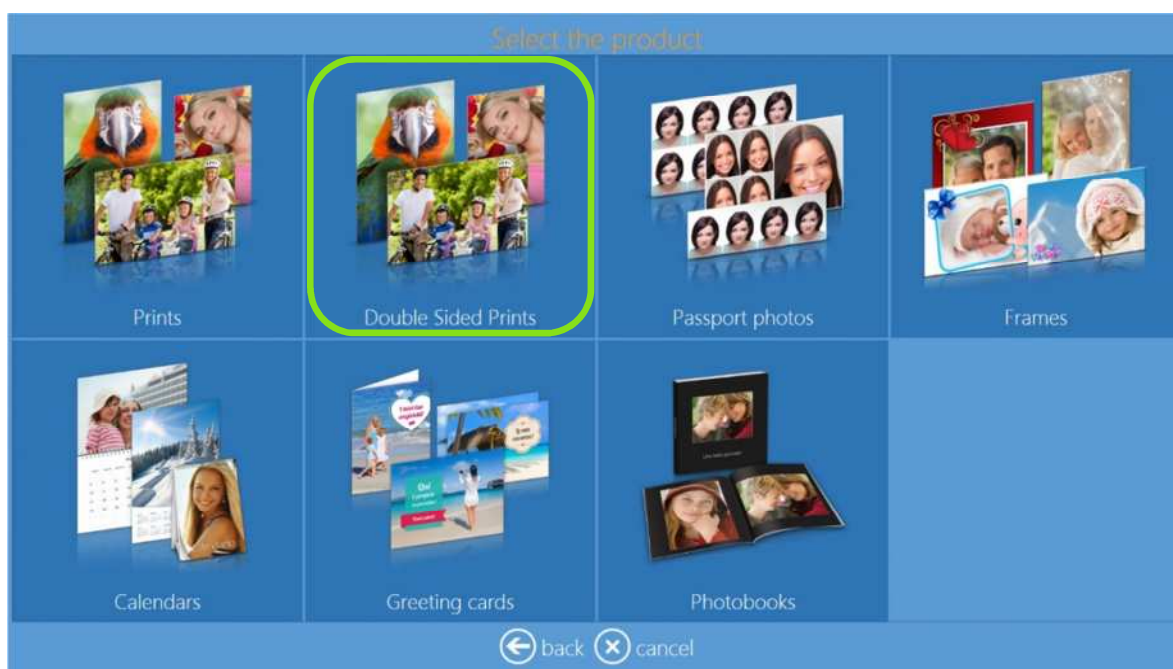 Select the product
Prints
Double Sided Prints
Passport photos
Frames
Calendars
Greeting cards
Photobooks
back cancel